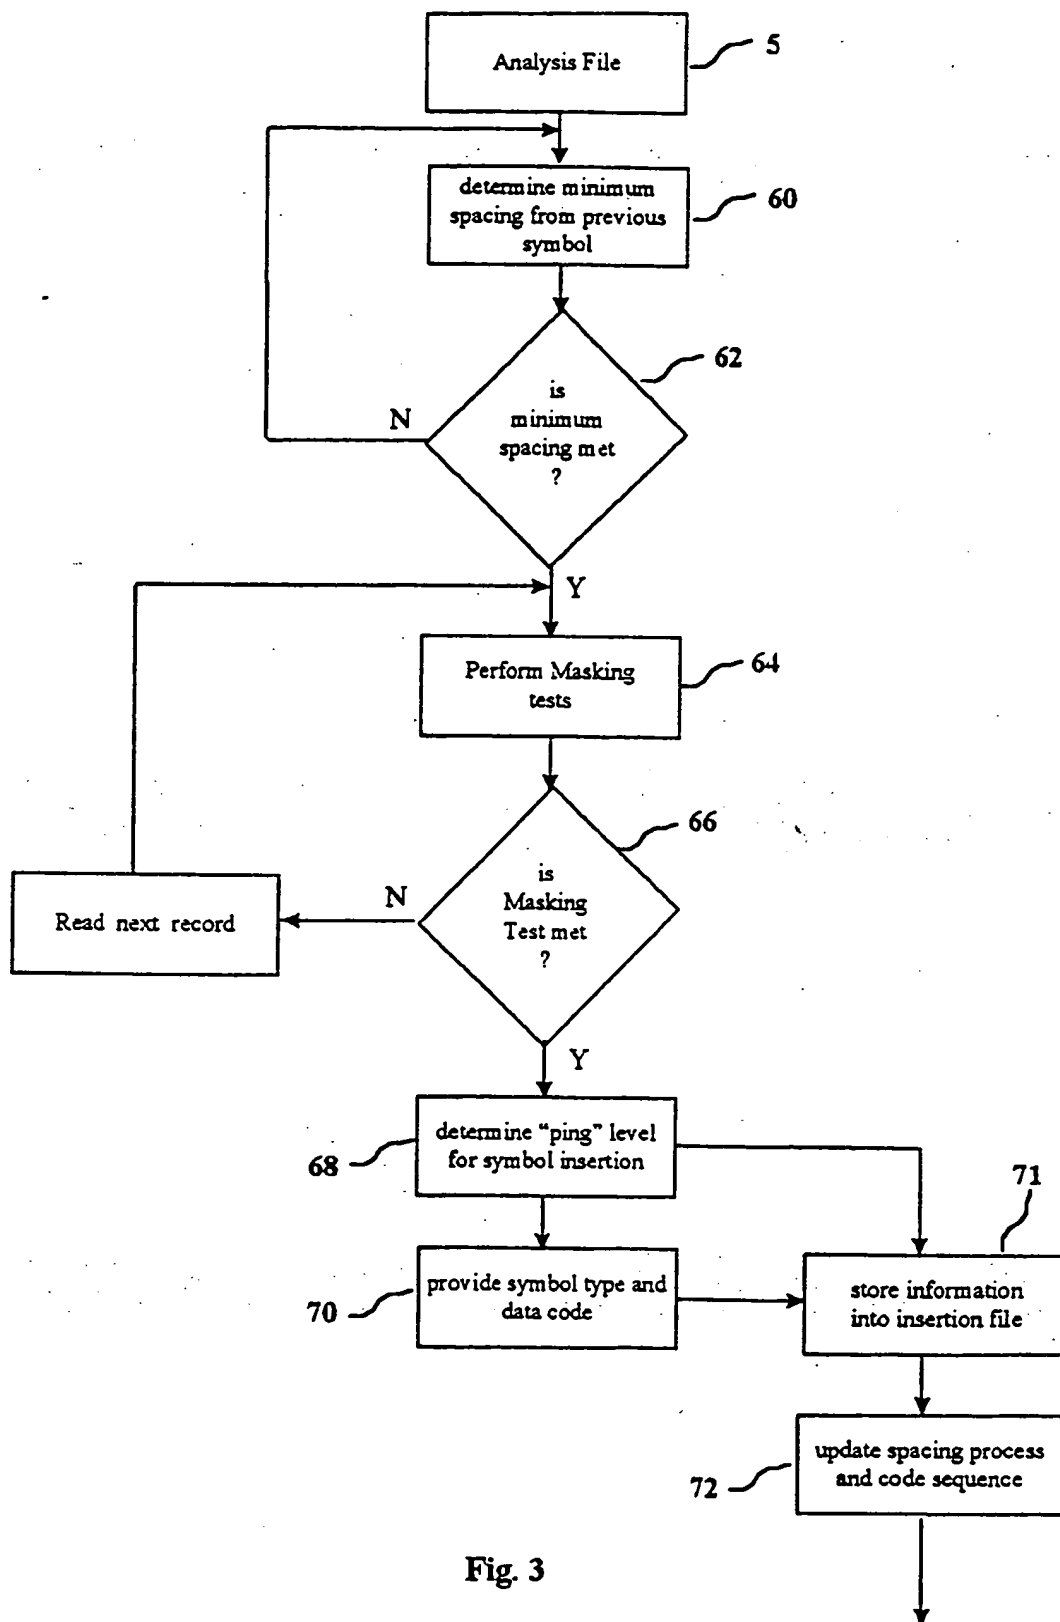 Analysis File
5
determine minimum
spacing from previous
symbol
60
is
minimum
spacing met
?
62
N
Y
Perform Masking
tests
64
is
Masking
Test met
?
66
N
Read next record
Y
determine "ping" level
for symbol insertion
68
provide symbol type and
data code
70
store information
into insertion file
71
update spacing process
and code sequence
72
Fig. 3